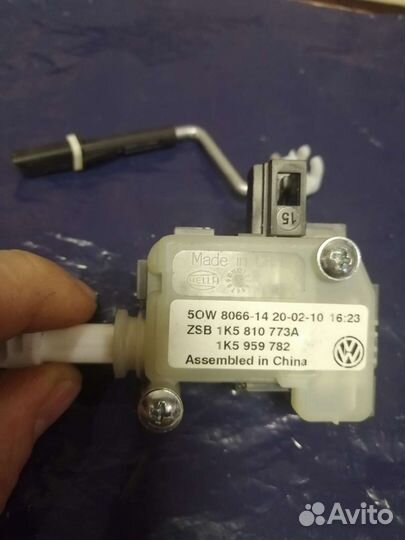 15
Made in
HELLA
5OW 8066-14 20-02-10 16:23
ZSB 1K5 810 773A
1K5 959 782
Assembled in China
Avito